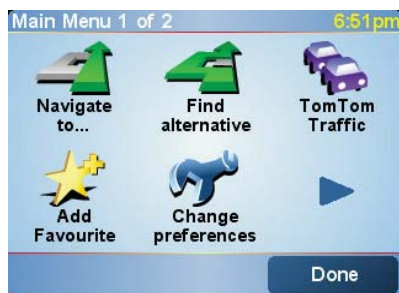 Main Menu 1 of 2 6:51pm
Navigate to...
Find alternative
TomTom Traffic
Add Favourite
Change preferences
Done